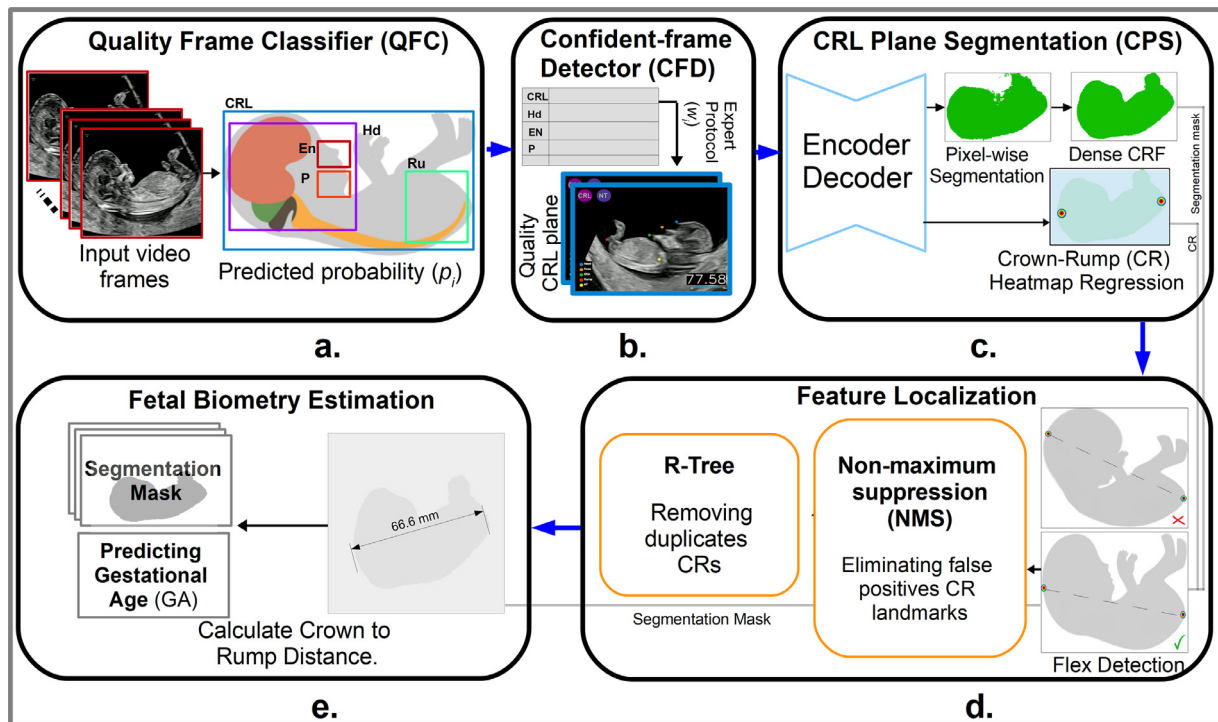 Quality Frame Classifier (QFC)
CRL
Hd
En
P
Ru
Input video
frames
Predicted probability (pᵢ)
a.
Confident-frame
Detector (CFD)
CRL
Hd
EN
P
Expert
Protocol
(wᵢ)
Quality
CRL plane
CRL
NT
77.58
b.
CRL Plane Segmentation (CPS)
Encoder
Decoder
Pixel-wise
Segmentation
Dense CRF
Crown-Rump (CR)
Heatmap Regression
Segmentation mask
CR
c.
Feature Localization
R-Tree
Removing
duplicates
CRs
Non-maximum
suppression
(NMS)
Eliminating false
positives CR
landmarks
Flex Detection
Segmentation Mask
d.
Fetal Biometry Estimation
Segmentation
Mask
Predicting
Gestational
Age (GA)
66.6 mm
Calculate Crown to
Rump Distance.
e.